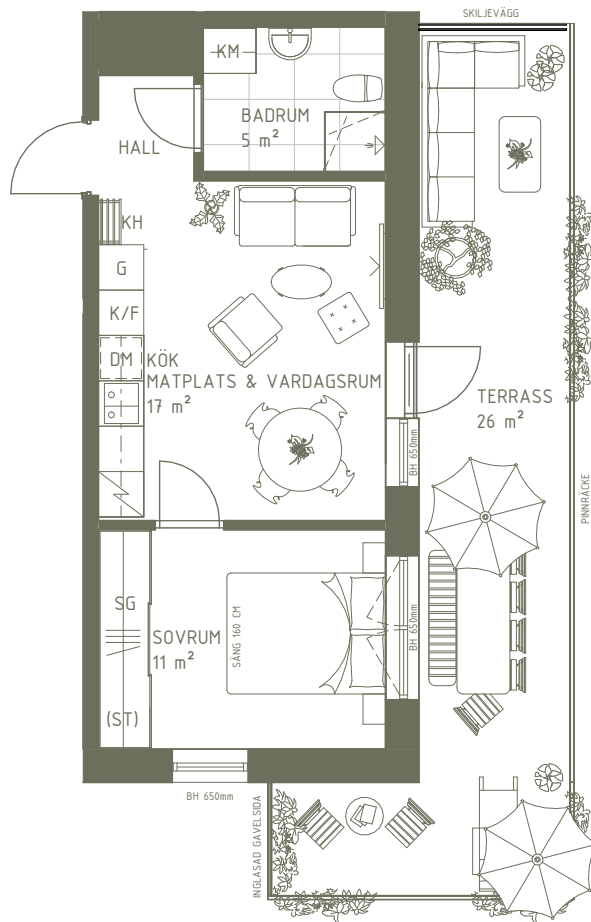 SKILJEVÄGG
KM
BADRUM
5 m²
HALL
KH
G
K/F
DM
KÖK
MATPLATS & VARDAGSRUM
17 m²
TERRASS
26 m²
BH 650mm
PINNRÄCKE
SG
SOVRUM
11 m²
SÄNG 160 CM
BH 650mm
(ST)
BH 650mm
INGLASAD GAVELSIDA